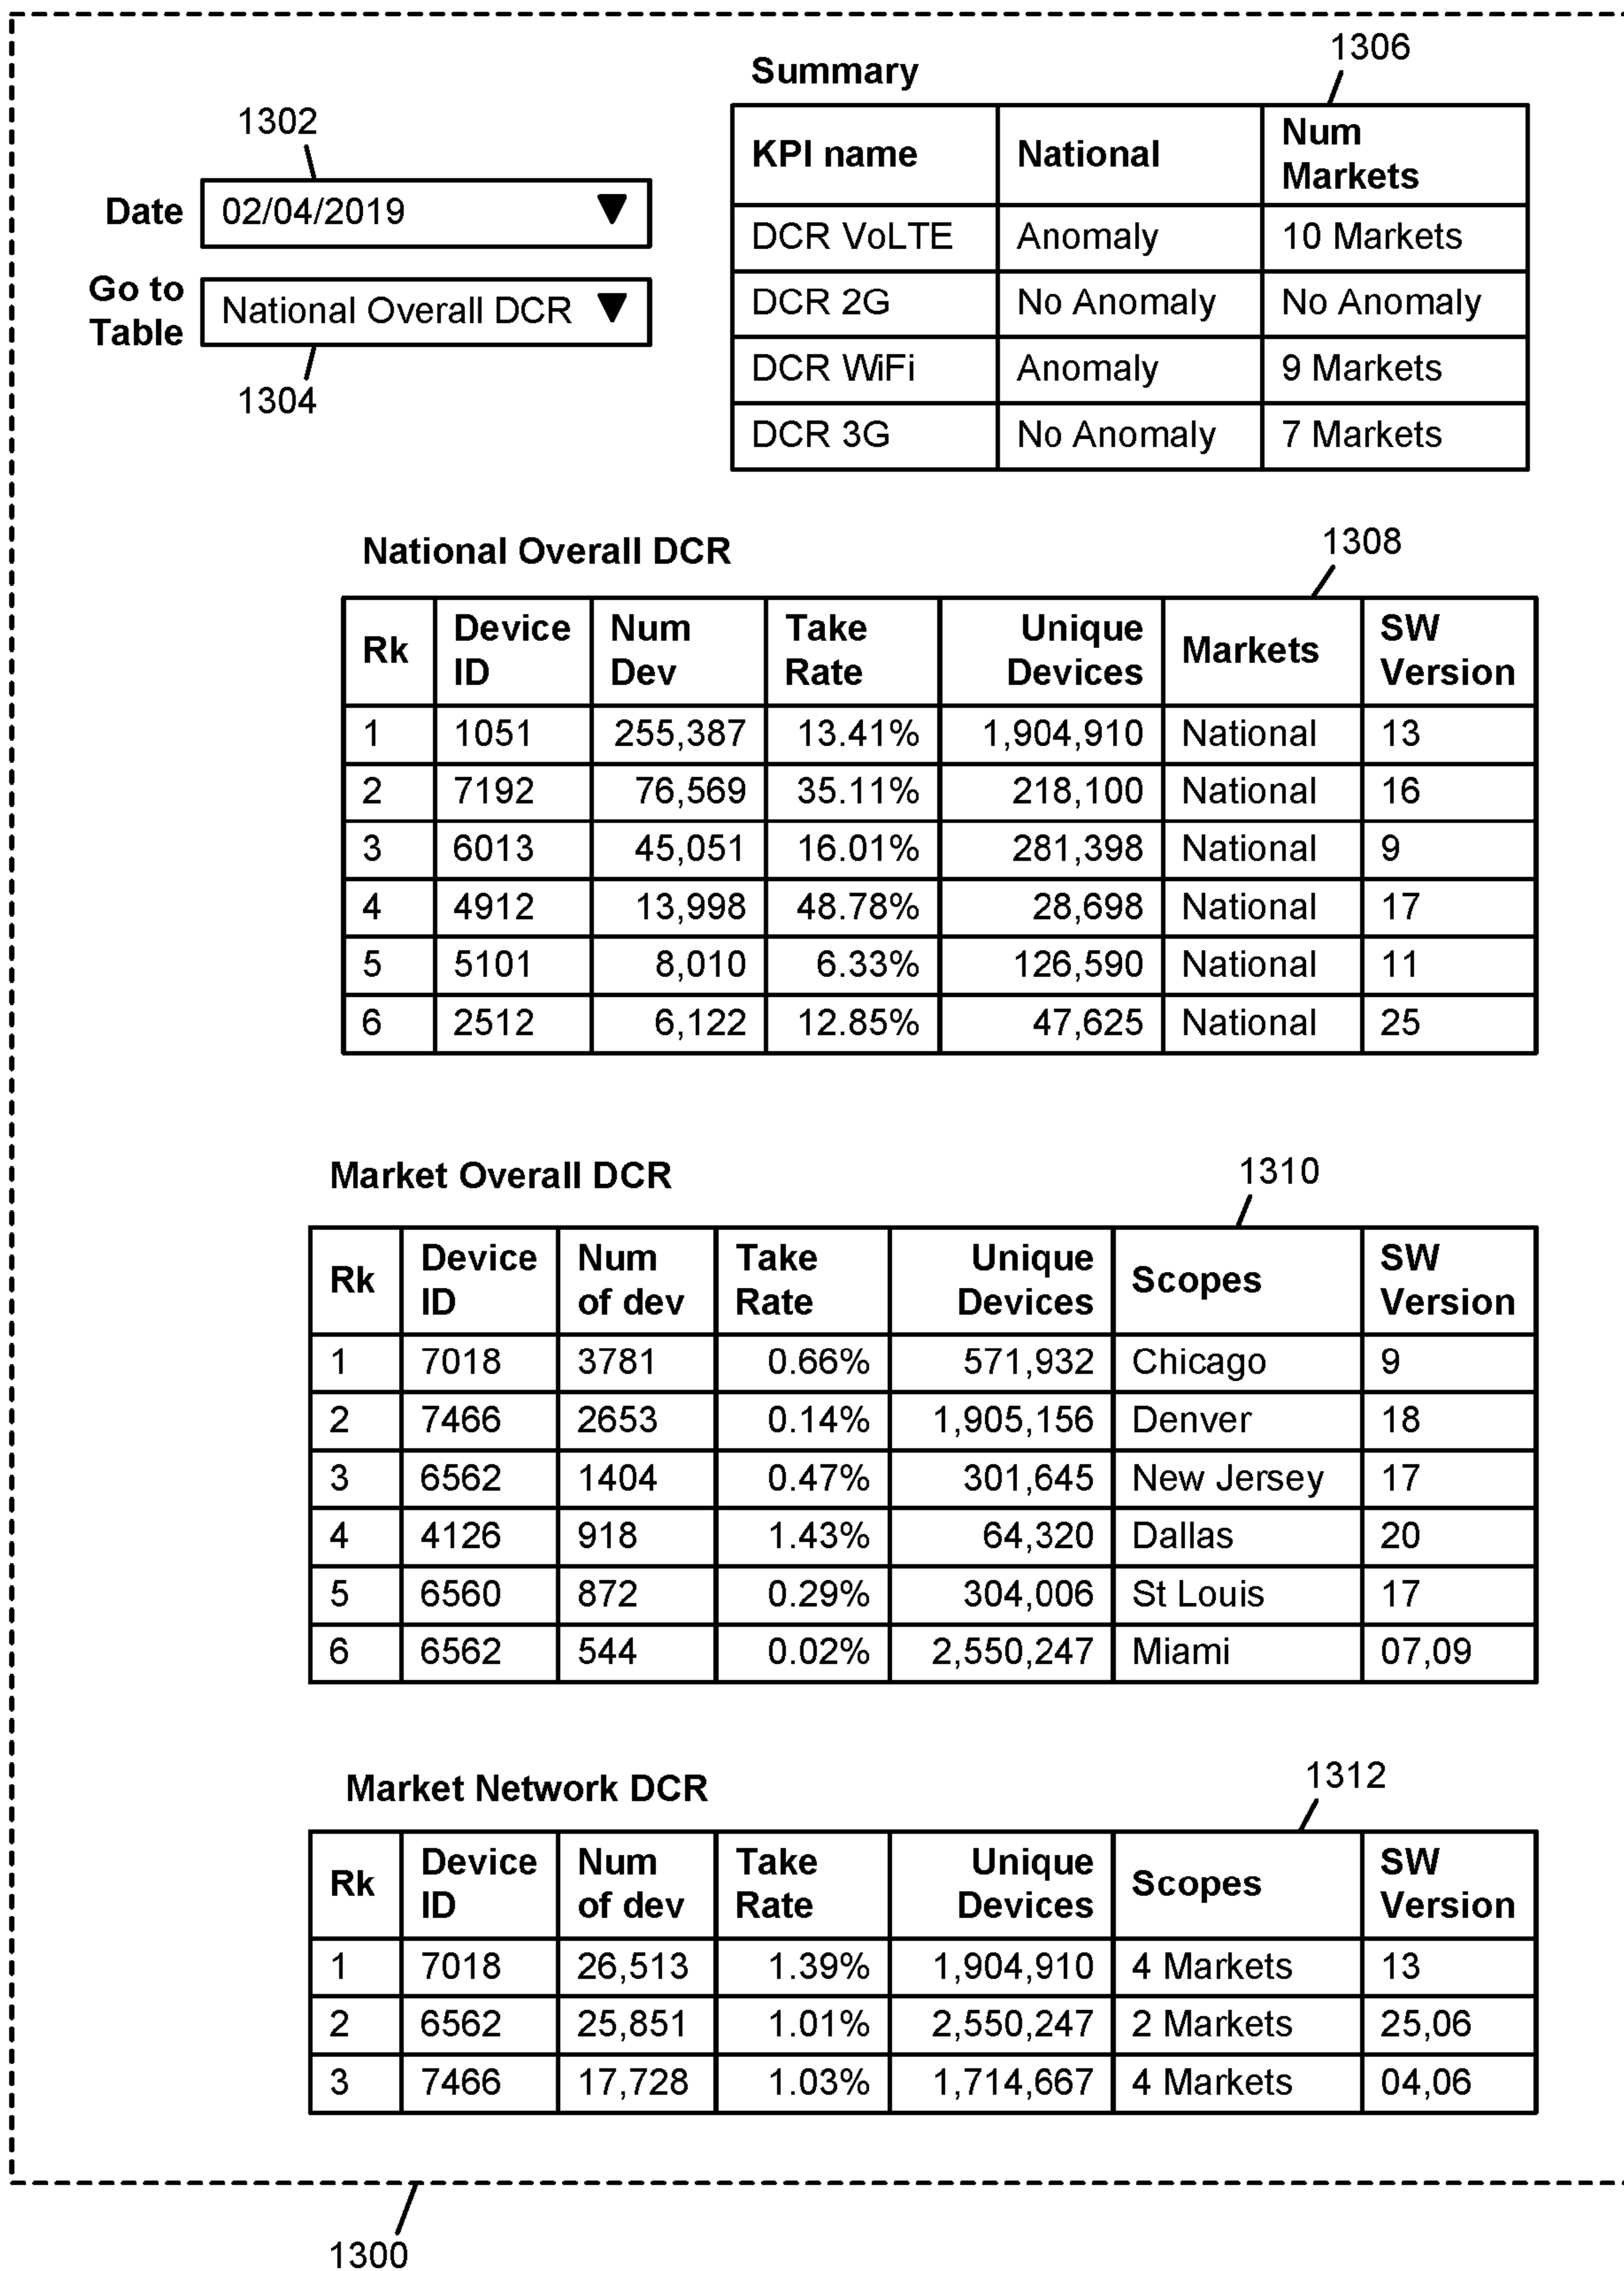 1306
Summary
1302
KPI name National Num Markets
Date 02/04/2019
DCR VoLTE Anomaly 10 Markets
Go to Table National Overall DCR
DCR 2G No Anomaly No Anomaly
DCR WiFi Anomaly 9 Markets
1304
DCR 3G No Anomaly 7 Markets
National Overall DCR
1308
Rk Device ID Num Dev Take Rate Unique Devices Markets SW Version
1 1051 255,387 13.41% 1,904,910 National 13
2 7192 76,569 35.11% 218,100 National 16
3 6013 45,051 16.01% 281,398 National 9
4 4912 13,998 48.78% 28,698 National 17
5 5101 8,010 6.33% 126,590 National 11
6 2512 6,122 12.85% 47,625 National 25
Market Overall DCR
1310
Rk Device ID Num of dev Take Rate Unique Devices Scopes SW Version
1 7018 3781 0.66% 571,932 Chicago 9
2 7466 2653 0.14% 1,905,156 Denver 18
3 6562 1404 0.47% 301,645 New Jersey 17
4 4126 918 1.43% 64,320 Dallas 20
5 6560 872 0.29% 304,006 St Louis 17
6 6562 544 0.02% 2,550,247 Miami 07,09
Market Network DCR
1312
Rk Device ID Num of dev Take Rate Unique Devices Scopes SW Version
1 7018 26,513 1.39% 1,904,910 4 Markets 13
2 6562 25,851 1.01% 2,550,247 2 Markets 25,06
3 7466 17,728 1.03% 1,714,667 4 Markets 04,06
1300